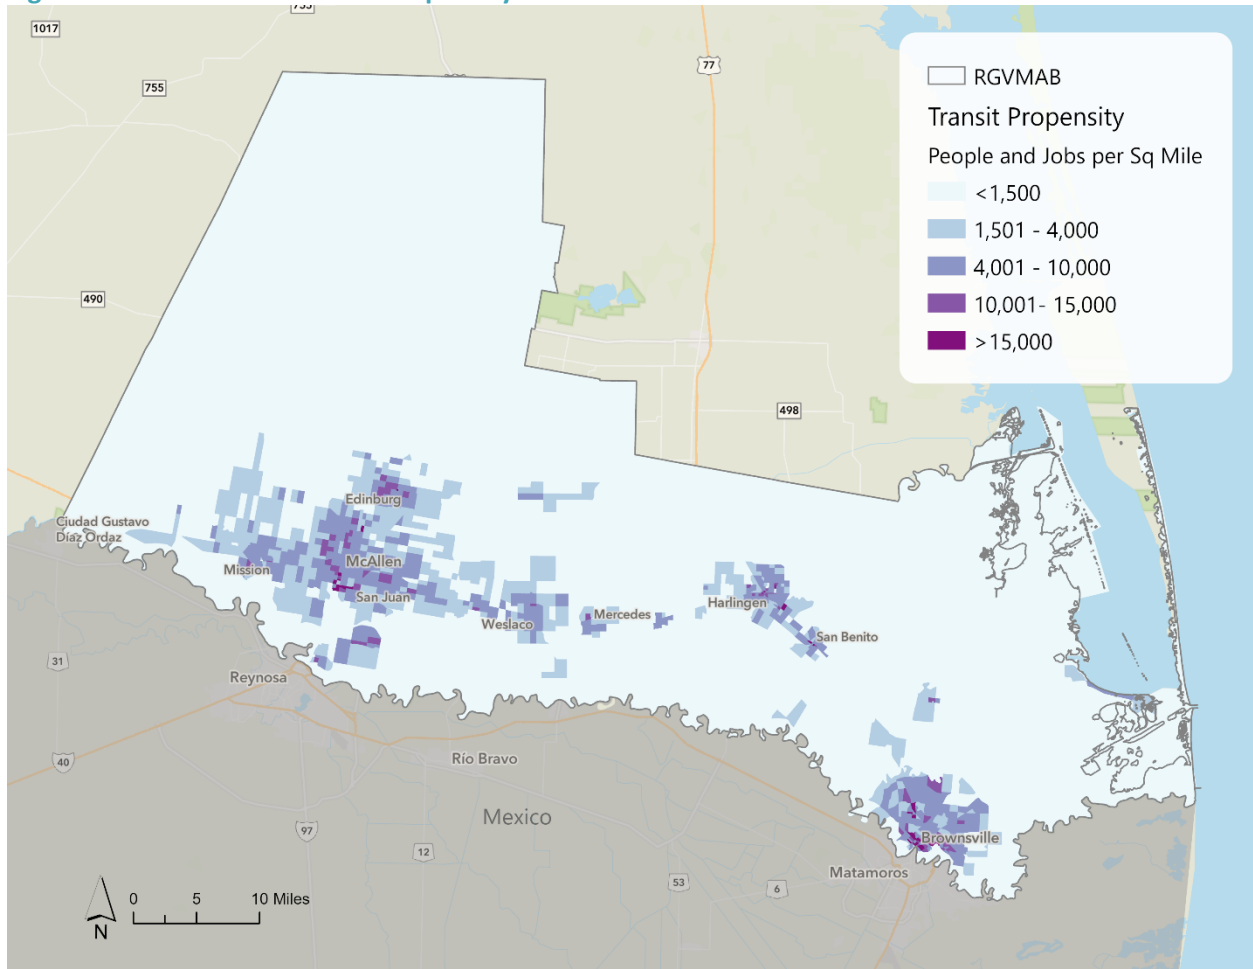 755
1017
77
755
RGVMAB
Transit Propensity
People and Jobs per Sq Mile
<1,500
1,501 - 4,000
4,001 - 10,000
10,001- 15,000
>15,000
490
498
Edinburg
Ciudad Gustavo
Díaz Ordaz
McAllen
Mission
San Juan
Harlingen
Mercedes
Weslaco
San Benito
31
Reynosa
40
Río Bravo
Mexico
97
Brownsville
12
Matamoros
53
6
0 5 10 Miles
N